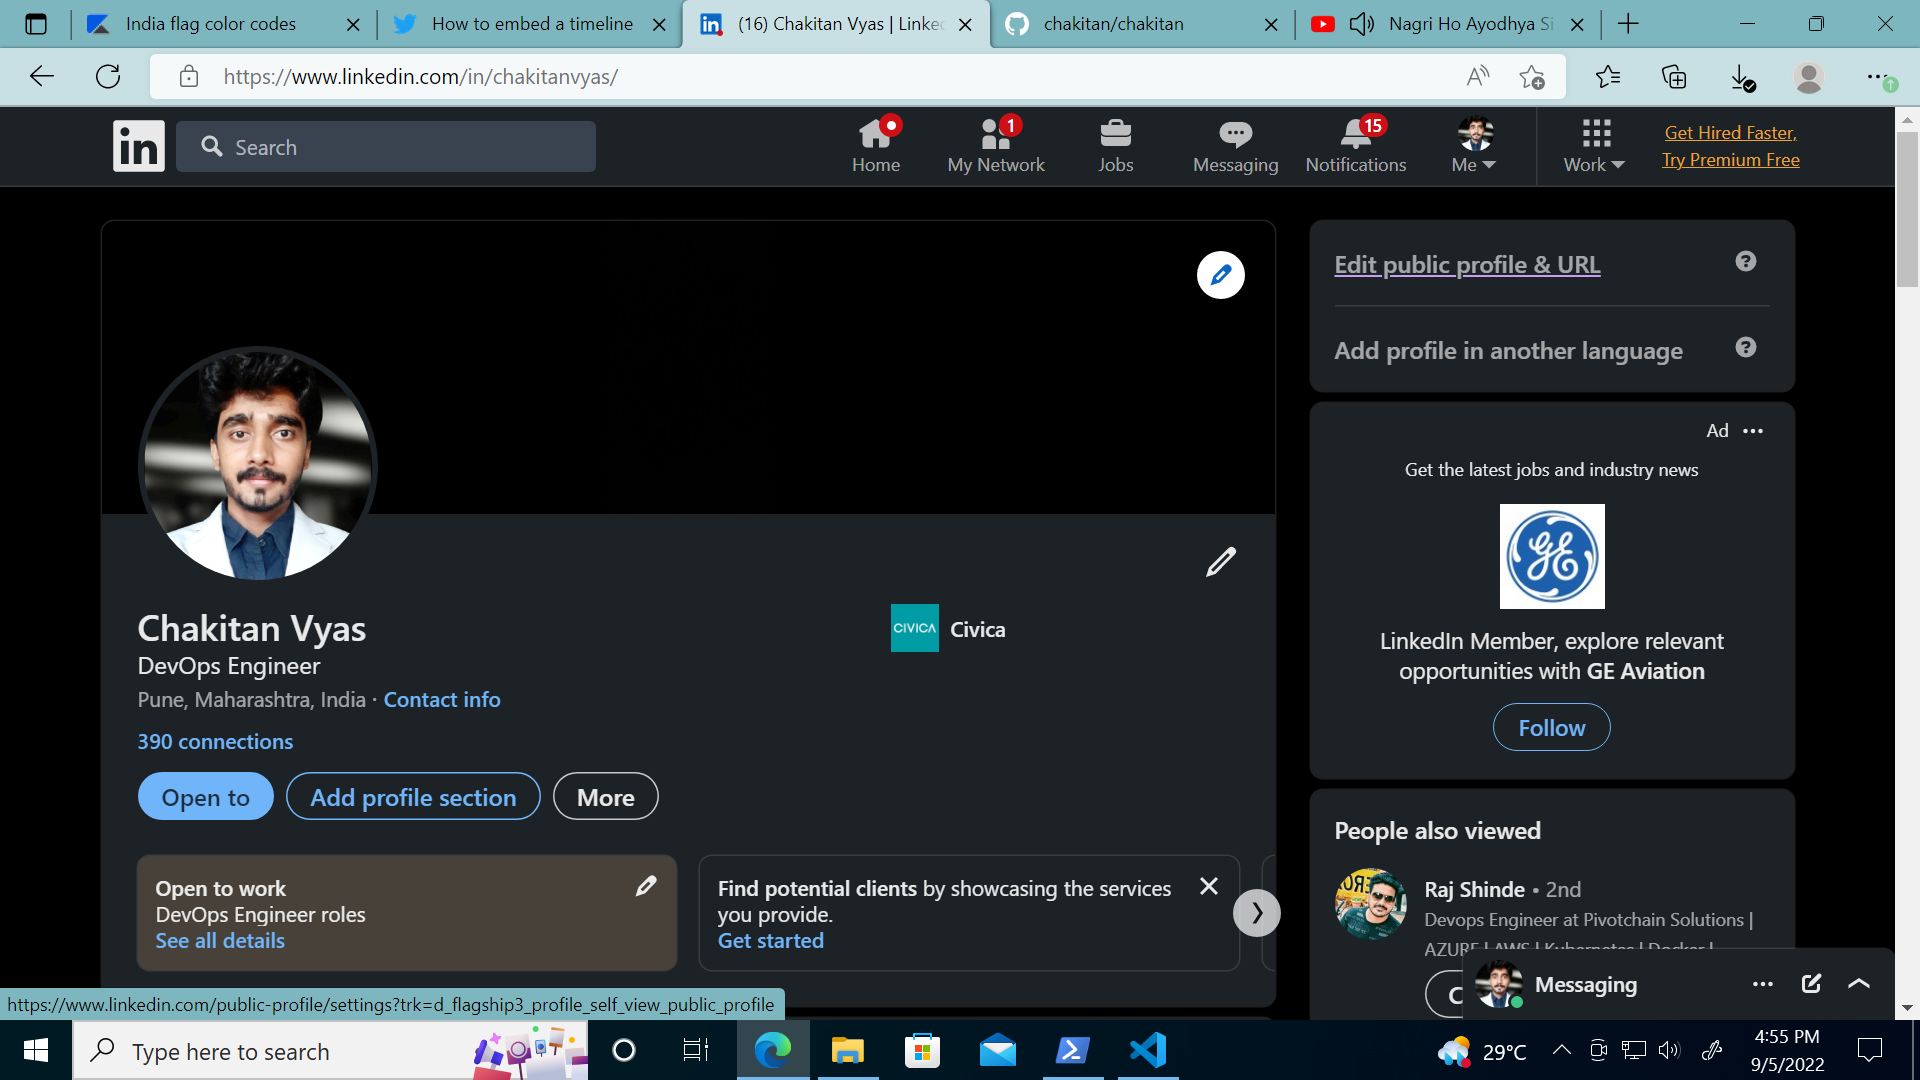 India flag color codes
How to embed a timeline
(16) Chakitan Vyas | Linke
chakitan/chakitan
Nagri Ho Ayodhya Si
https://www.linkedin.com/in/chakitanvyas/
in
Search
Home
1
My Network
Jobs
Messaging
15
Notifications
Me
Work
Get Hired Faster,
Try Premium Free
Chakitan Vyas
DevOps Engineer
Pune, Maharashtra, India · Contact info
390 connections
CIVICA
Civica
Open to
Add profile section
More
Open to work
DevOps Engineer roles
See all details
Find potential clients by showcasing the services
you provide.
Get started
Edit public profile & URL
Add profile in another language
Ad
Get the latest jobs and industry news
GE
LinkedIn Member, explore relevant
opportunities with GE Aviation
Follow
People also viewed
Raj Shinde • 2nd
Devops Engineer at Pivotchain Solutions |
AZURE | AWS | Kubernetes | Docker |
Messaging
https://www.linkedin.com/public-profile/settings?trk=d_flagship3_profile_self_view_public_profile
Type here to search
29°C
4:55 PM
9/5/2022